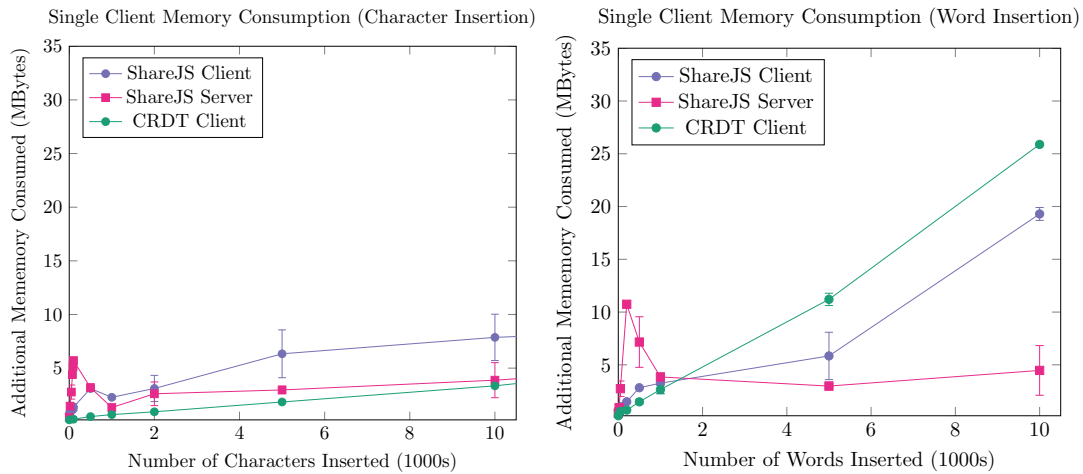 Single Client Memory Consumption (Character Insertion)
Additional Mememory Consumed (MBytes)
35
30
25
20
15
10
5
ShareJS Client
ShareJS Server
CRDT Client
0
2
4
6
8
10
Number of Characters Inserted (1000s)
Single Client Memory Consumption (Word Insertion)
Additional Mememory Consumed (MBytes)
35
30
25
20
15
10
5
ShareJS Client
ShareJS Server
CRDT Client
0
2
4
6
8
10
Number of Words Inserted (1000s)